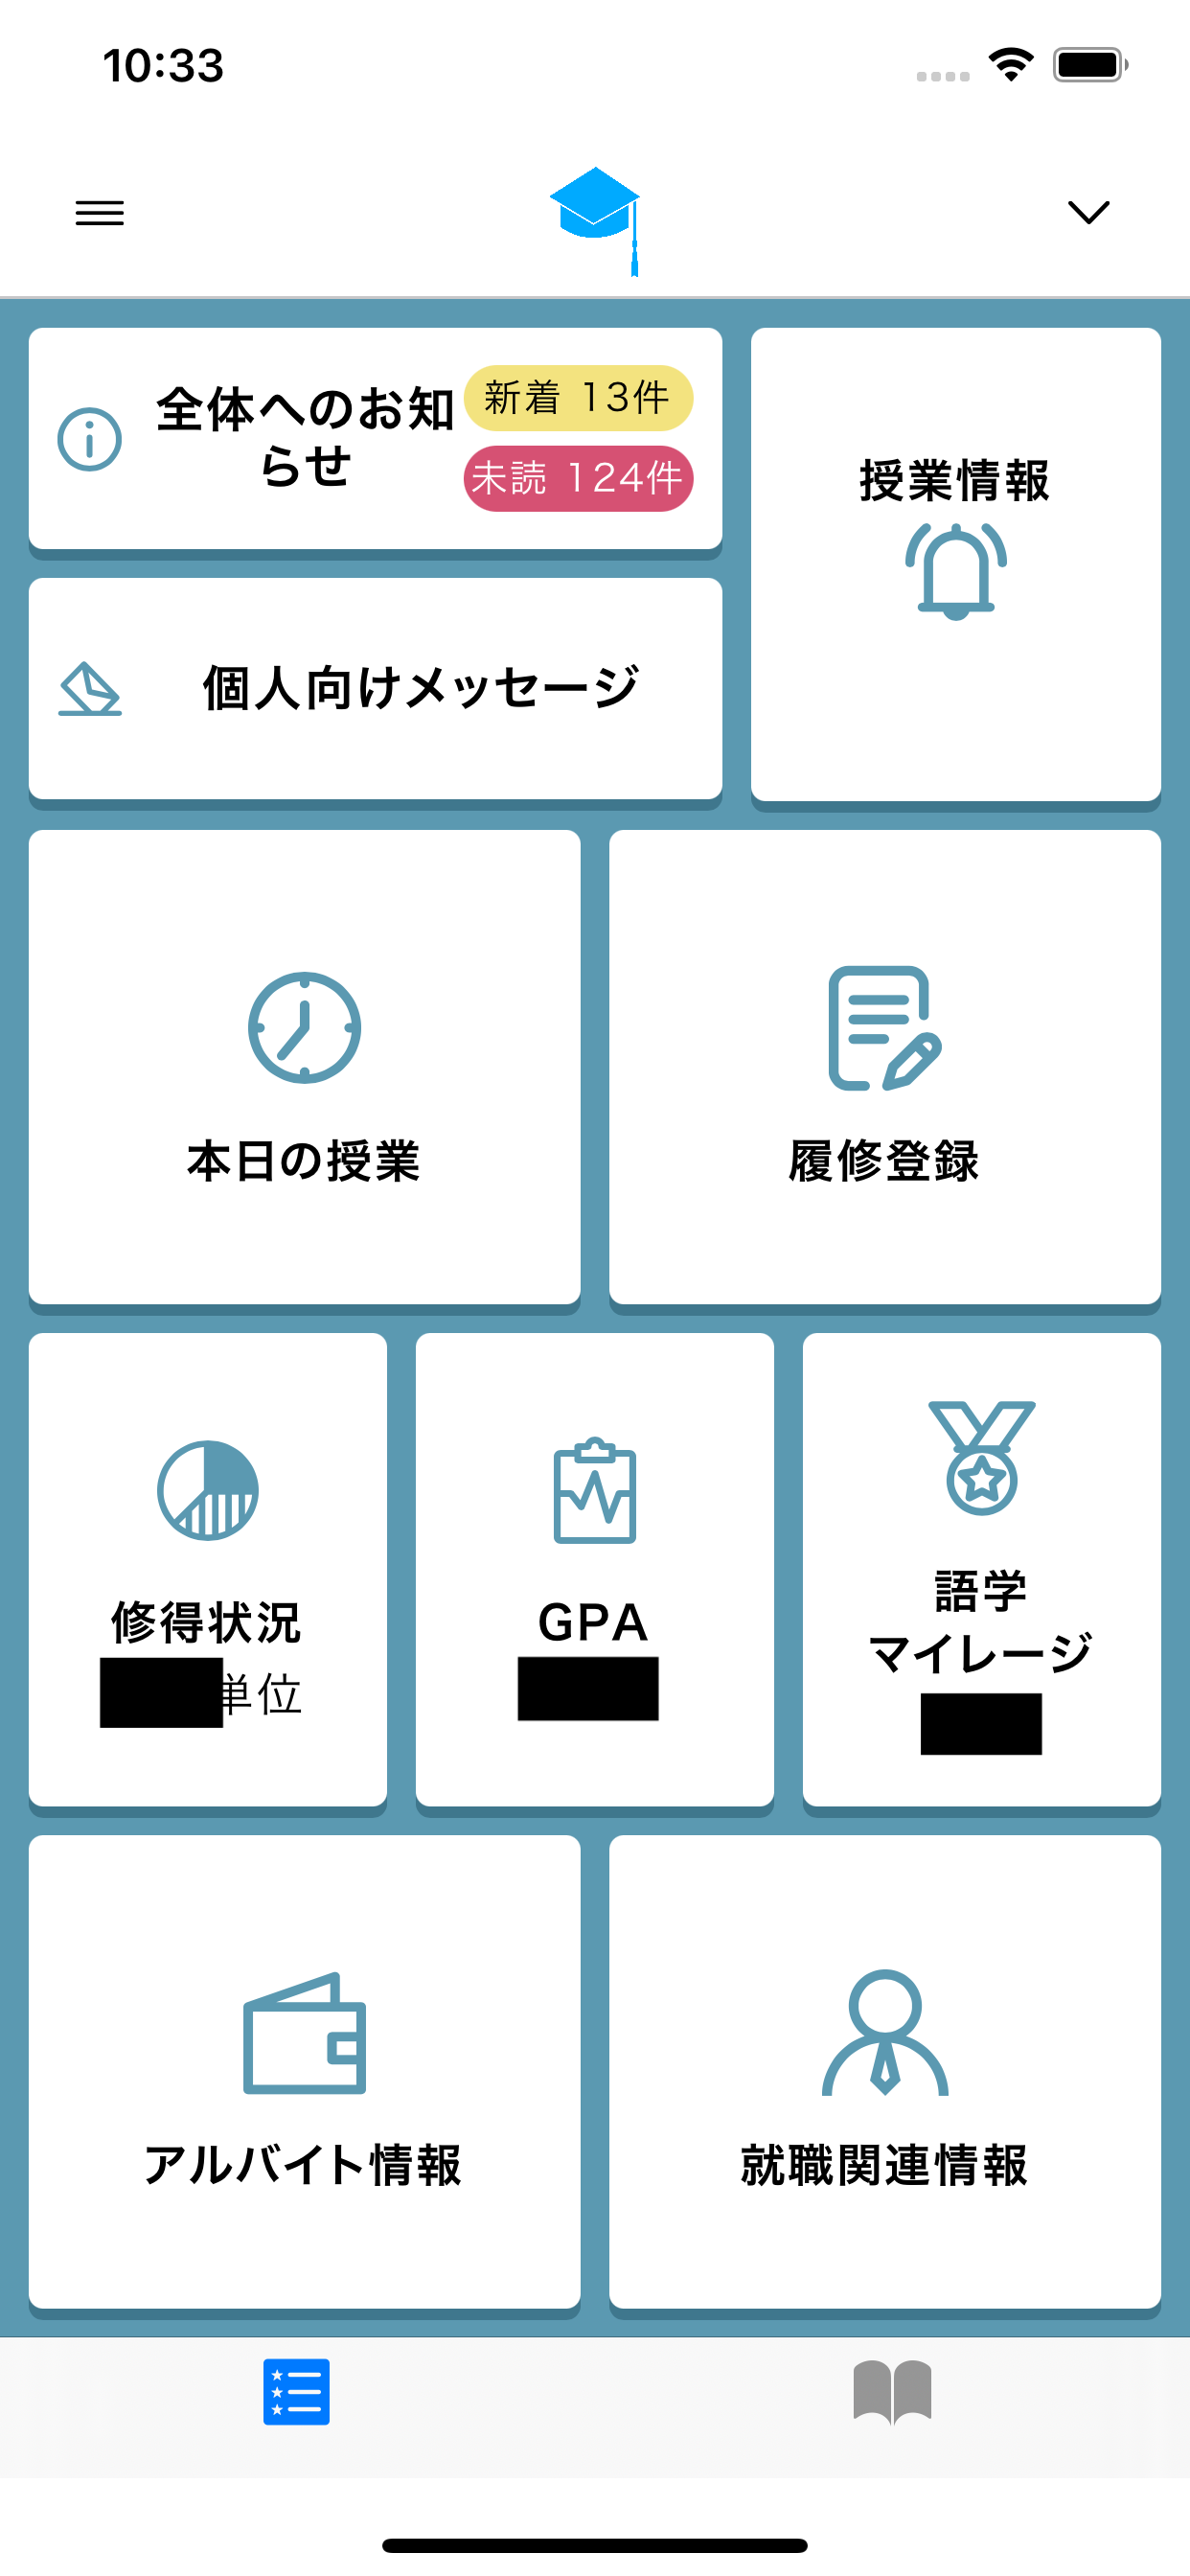 10:33
全体へのお知
らせ
新着 13件
未読 124件
授業情報
個人向けメッセージ
本日の授業
履修登録
修得状況
単位
GPA
語学
マイレージ
アルバイト情報
就職関連情報